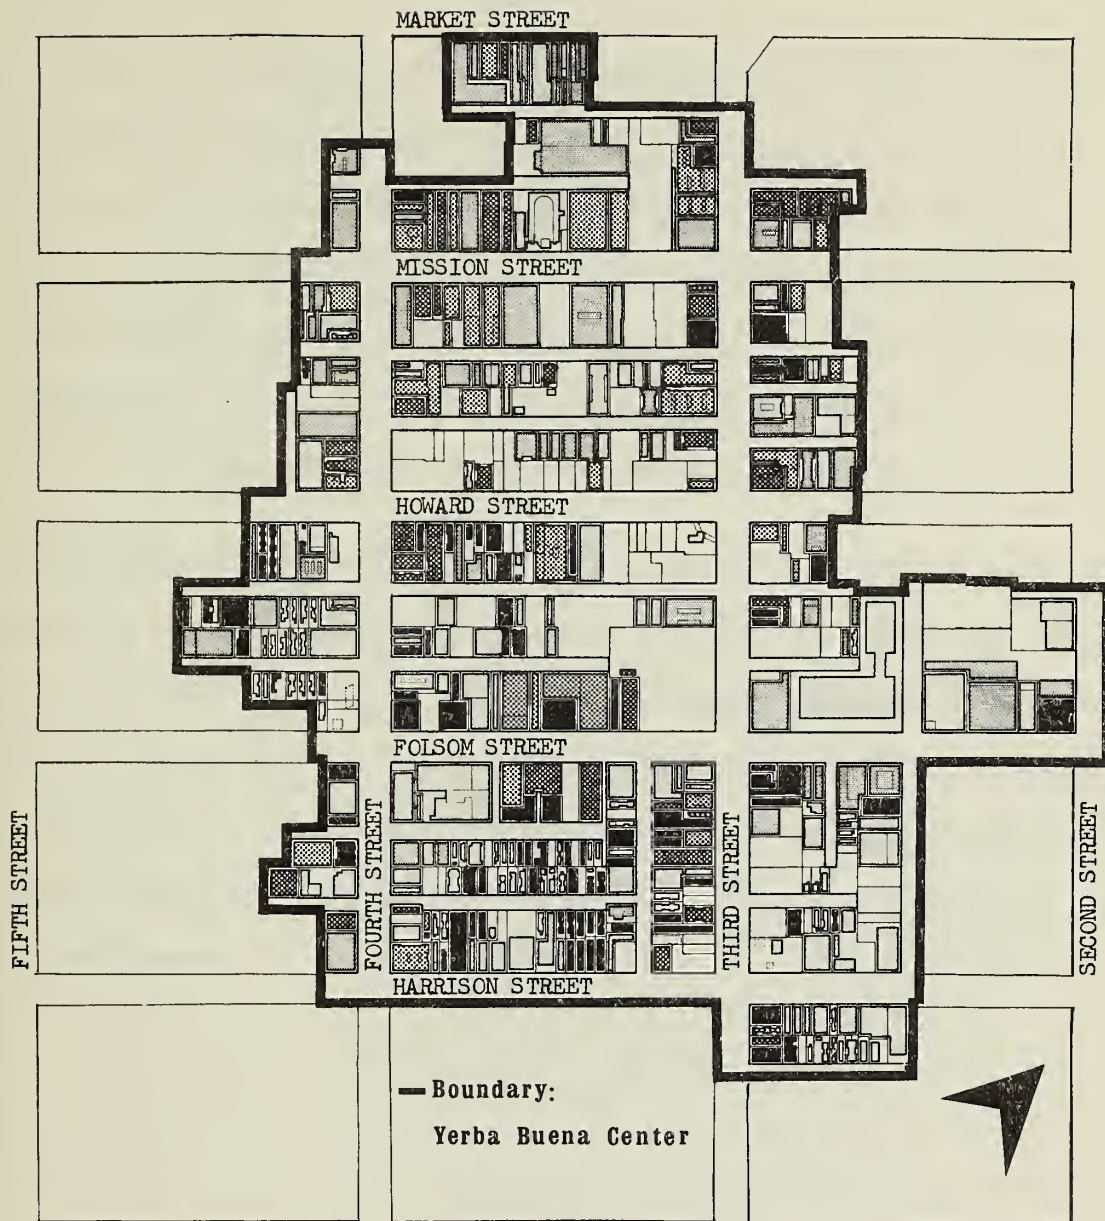 MARKET STREET
MISSION STREET
HOWARD STREET
FOLSOM STREET
FIFTH STREET
FOURTH STREET
THIRD STREET
SECOND STREET
HARRISON STREET
Boundary:
Yerba Buena Center